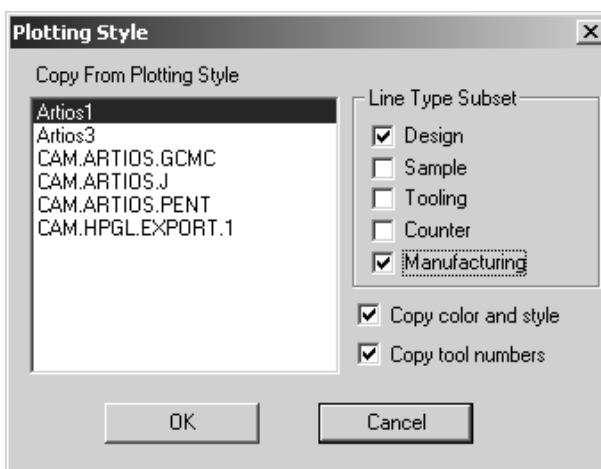 Plotting Style
Copy From Plotting Style
Artios1
Artios3
CAM.ARTIOS.GCMC
CAM.ARTIOS.J
CAM.ARTIOS.PENT
CAM.HPGL.EXPORT.1
Line Type Subset
Design
Sample
Tooling
Counter
Manufacturing
Copy color and style
Copy tool numbers
OK
Cancel